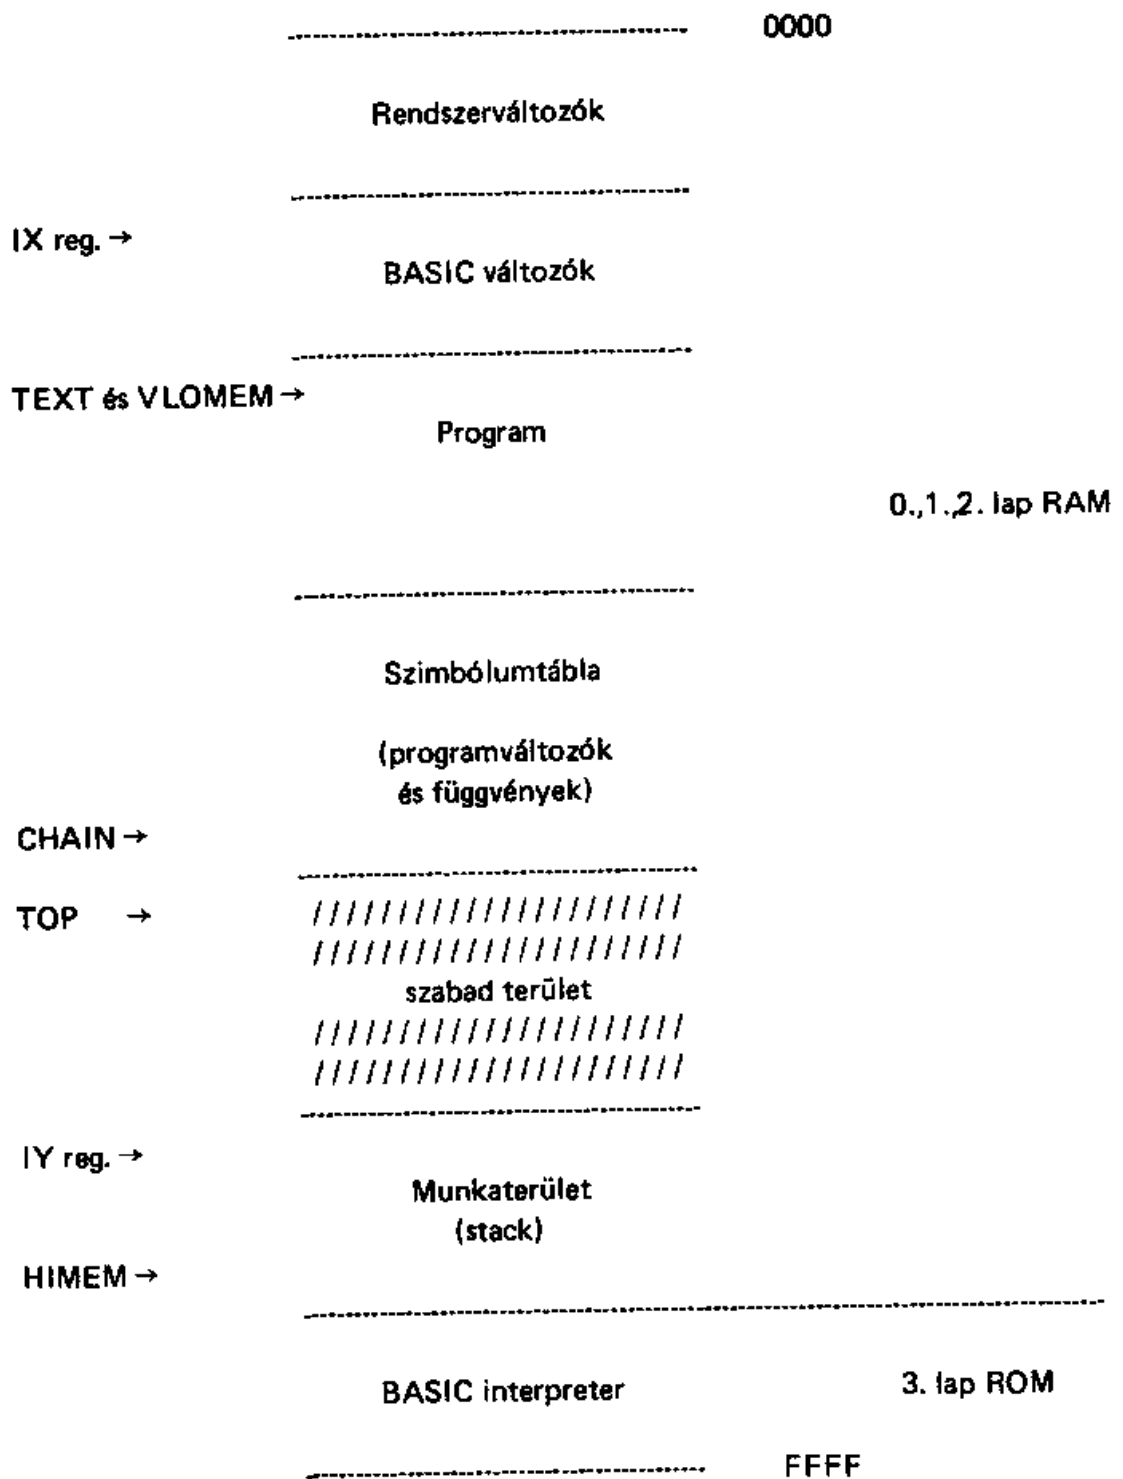 0000
Rendszerváltozók
IX reg. →
BASIC változók
TEXT és VLOMEM →
Program
0.,1.,2. lap RAM
Szimbólumtábla
(programváltozók
és függvények)
CHAIN →
TOP → //////////////////////
//////////////////////
szabad terület
//////////////////////
//////////////////////
IY reg. →
Munkaterület
(stack)
HIMEM →
BASIC interpreter 3. lap ROM
FFFF